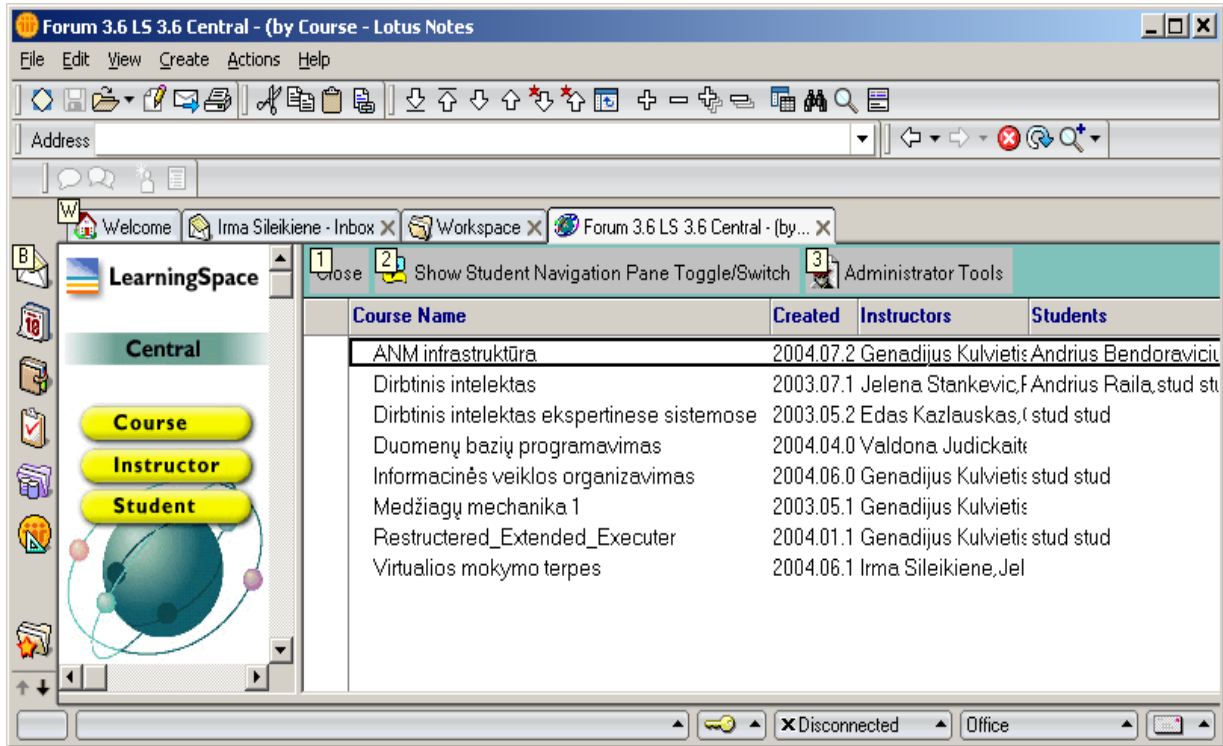 Forum 3.6 LS 3.6 Central - (by Course - Lotus Notes
File Edit View Create Actions Help
Address
W
Welcome Irma Sileikiene - Inbox Workspace Forum 3.6 LS 3.6 Central - (by...
B
LearningSpace
Central
Course
Instructor
Student
1 Close 2 Show Student Navigation Pane Toggle/Switch 3 Administrator Tools
Course Name Created Instructors Students
ANM infrastruktūra 2004.07.2 Genadijus Kulvietis Andrius Bendoraviciu
Dirbtinis intelektas 2003.07.1 Jelena Stankevic, Andrius Raila, stud stu
Dirbtinis intelektas ekspertinese sistemose 2003.05.2 Edas Kazlauskas, stud stud
Duomenų bazių programavimas 2004.04.0 Valdona Judickaite
Informacinės veiklos organizavimas 2004.06.0 Genadijus Kulvietis stud stud
Medžiagų mechanika 1 2003.05.1 Genadijus Kulvietis
Restructered_Extended_Executer 2004.01.1 Genadijus Kulvietis stud stud
Virtualios mokymo terpes 2004.06.1 Irma Sileikiene, Jel
Disconnected Office